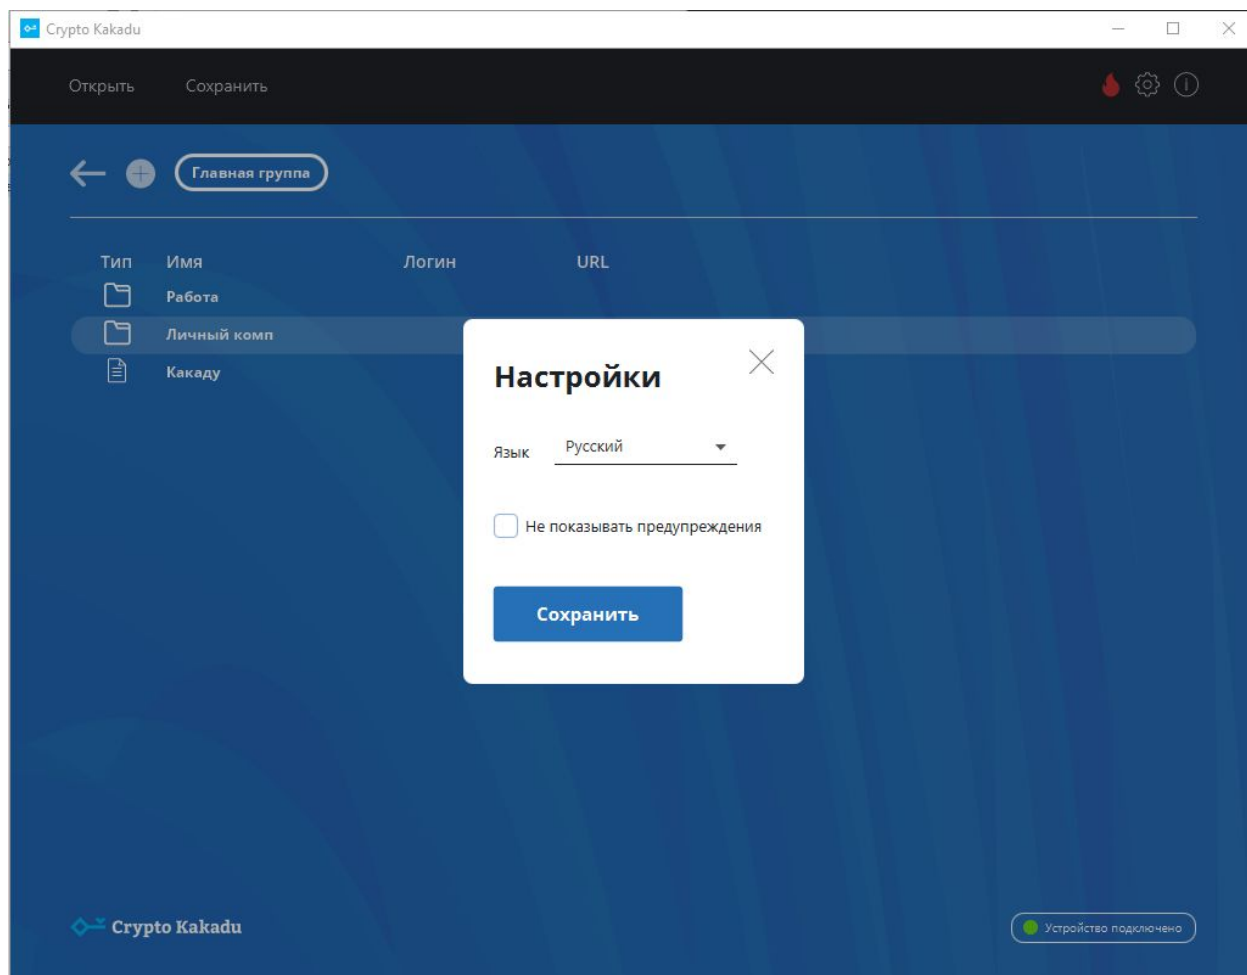 Crypto Kakadu
Открыть Сохранить
Главная группа
Тип Имя Логин URL
Работа
Личный комп
Какаду
Настройки
Язык Русский
Не показывать предупреждения
Сохранить
Crypto Kakadu
Устройство подключено